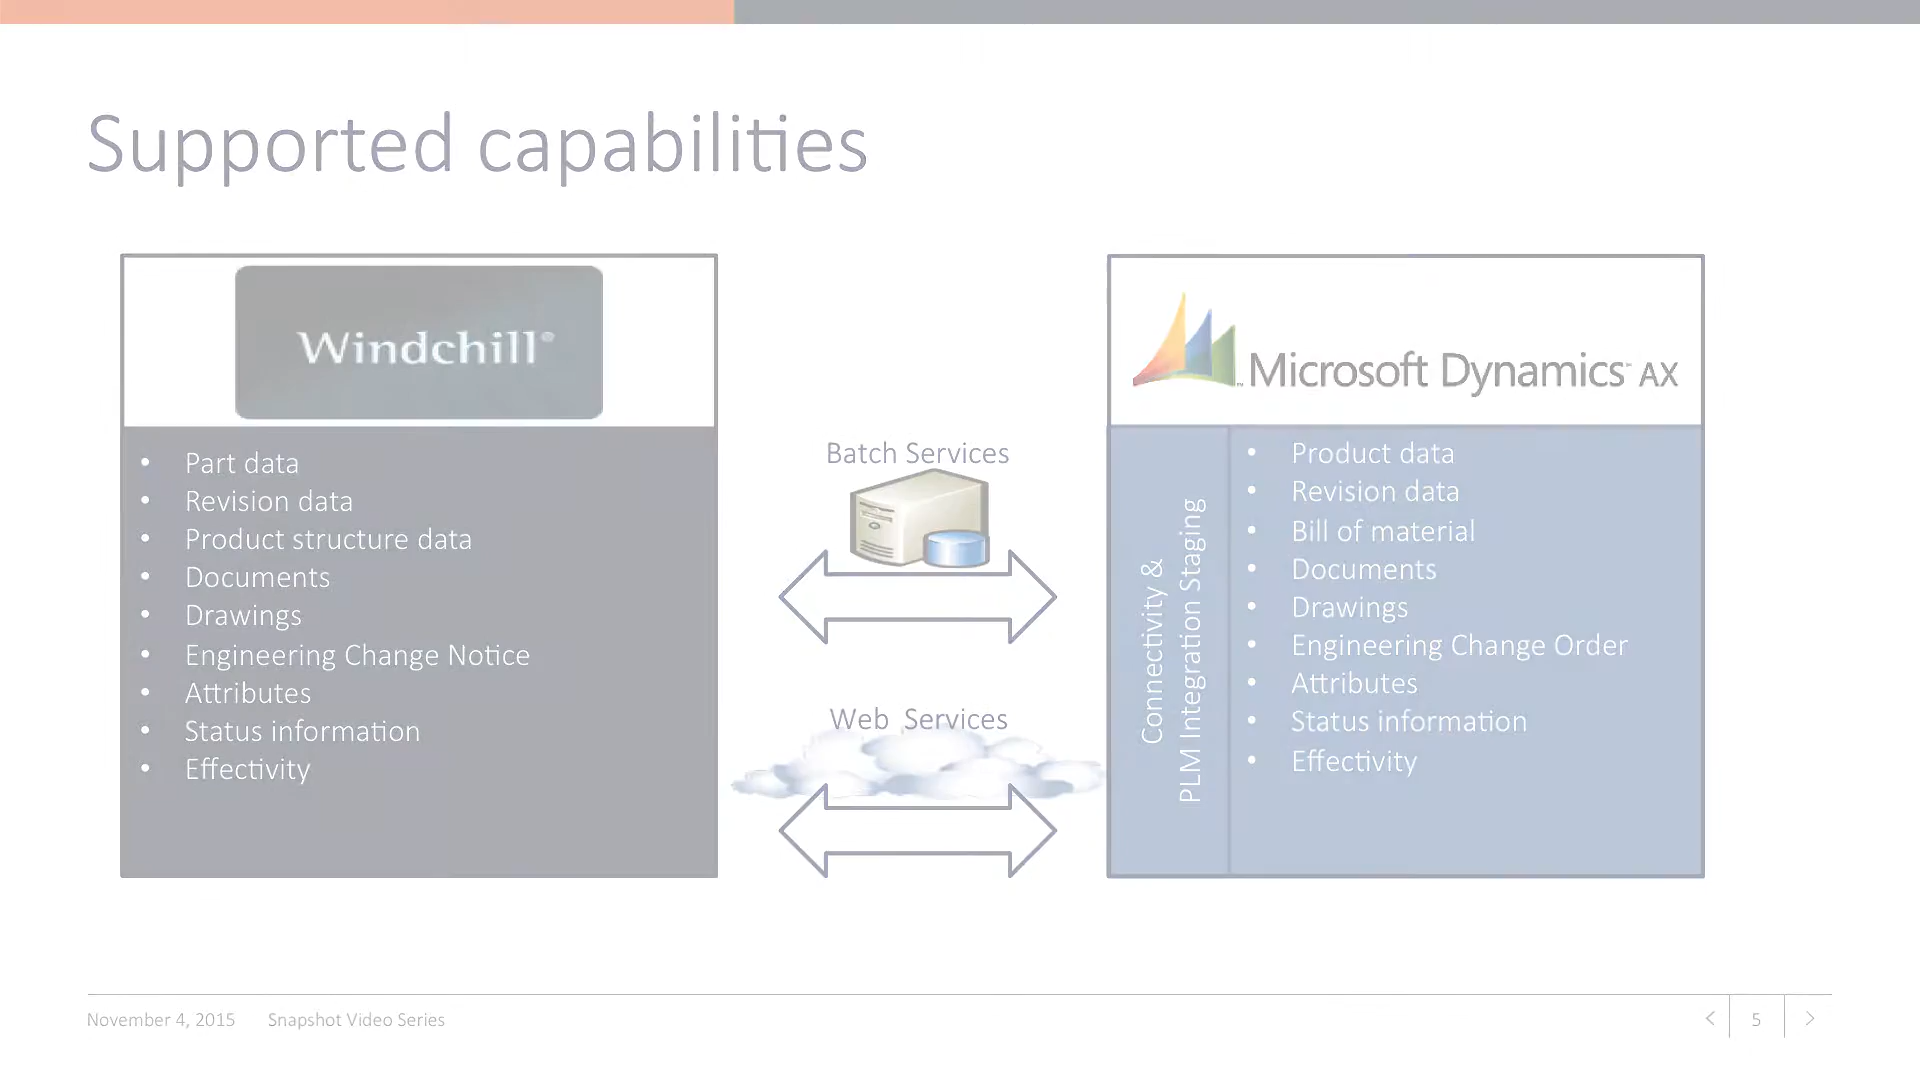 Supported capabilities
Windchill®
• Part data
• Revision data
• Product structure data
• Documents
• Drawings
• Engineering Change Notice
• Attributes
• Status information
• Effectivity
Batch Services
Web Services
Microsoft Dynamics™ AX
Connectivity &
PLM Integration Staging
• Product data
• Revision data
• Bill of material
• Documents
• Drawings
• Engineering Change Order
• Attributes
• Status information
• Effectivity
November 4, 2015 Snapshot Video Series
< 5 >